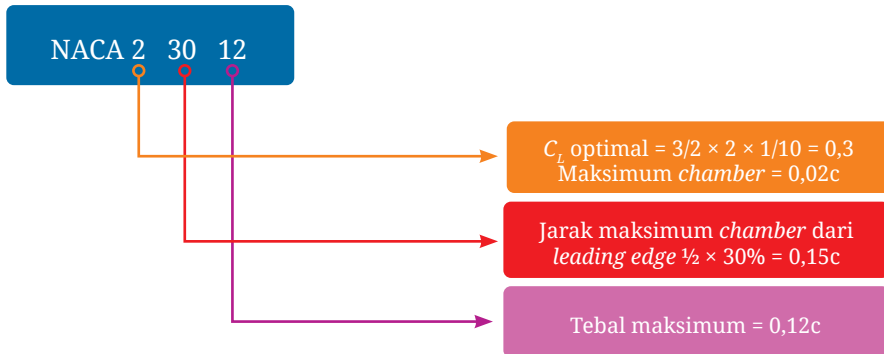 NACA 2 30 12
C_L optimal = 3/2 × 2 × 1/10 = 0,3
Maksimum chamber = 0,02c
Jarak maksimum chamber dari
leading edge ½ × 30% = 0,15c
Tebal maksimum = 0,12c